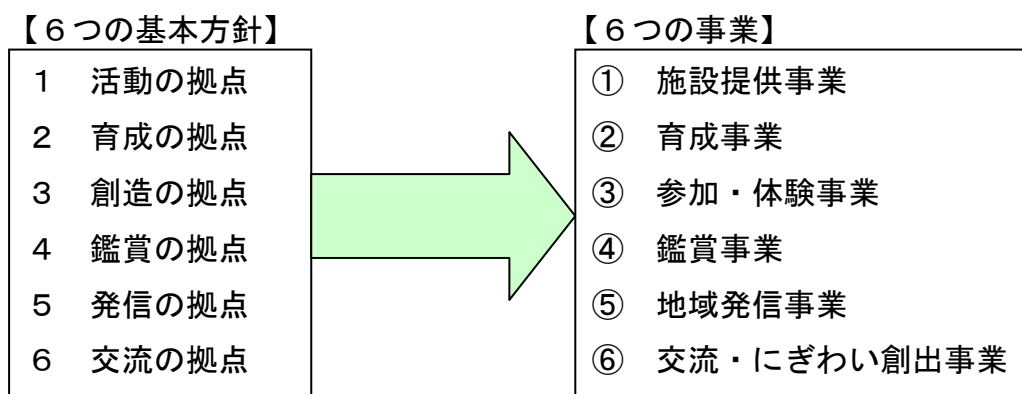 【６つの基本方針】
１　活動の拠点
２　育成の拠点
３　創造の拠点
４　鑑賞の拠点
５　発信の拠点
６　交流の拠点
【６つの事業】
①　施設提供事業
②　育成事業
③　参加・体験事業
④　鑑賞事業
⑤　地域発信事業
⑥　交流・にぎわい創出事業